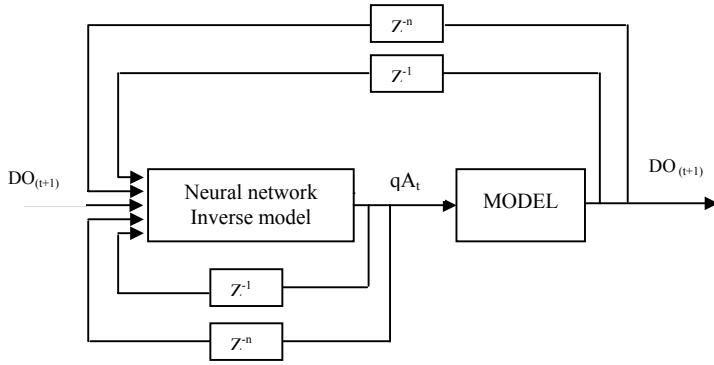 Z⁻ⁿ
Z⁻¹
DO₍ₜ₊₁₎
Neural network
Inverse model
qAₜ
MODEL
DO ₍ₜ₊₁₎
Z⁻¹
Z⁻ⁿ